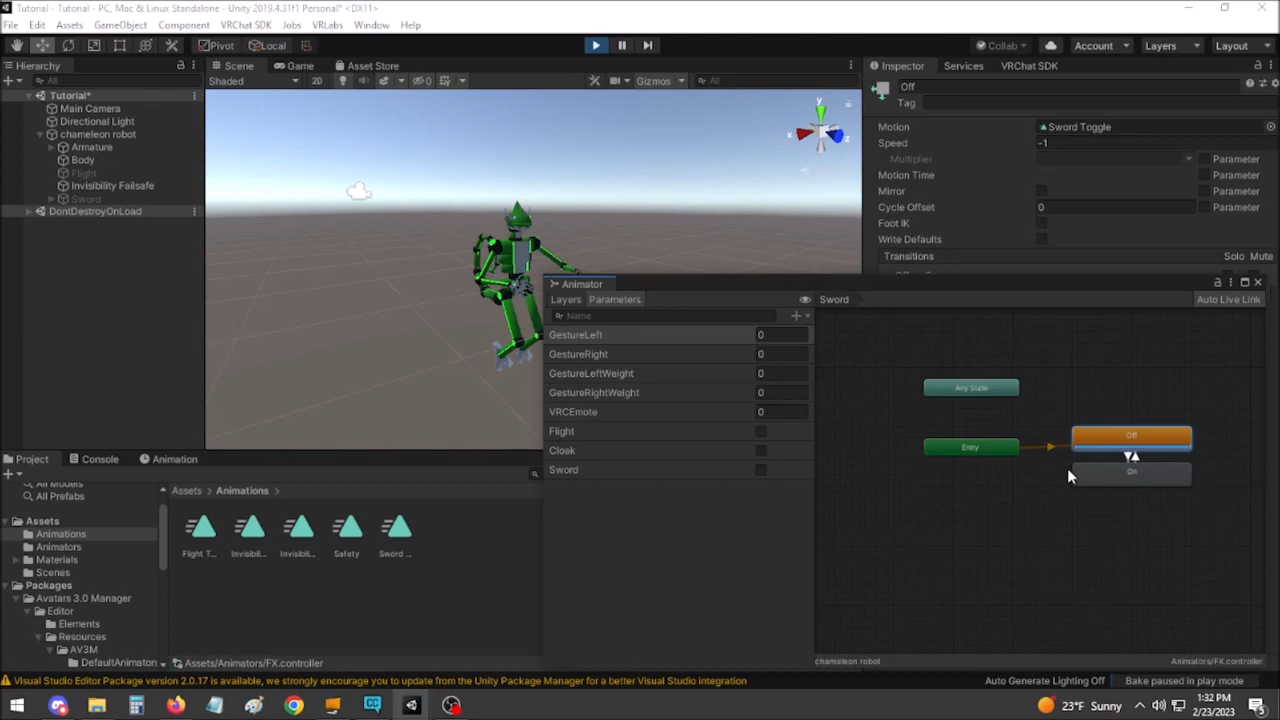 Tutorial - Tutorial - PC, Mac & Linux Standalone - Unity 2019.4.31f1 Personal* <DX11>
File Edit Assets GameObject Component VRChat SDK Jobs VRLabs Window Help
Pivot Local Collab Account Layers Layout
Hierarchy Scene Game Asset Store Inspector Services VRChat SDK
All Shaded 2D 0 Gizmos All Off
Tutorial* Tag
Main Camera
Directional Light
chameleon robot
Armature
Body
Flight
Invisibility Failsafe
Sword
DontDestroyOnLoad
y
x z
Motion Sword Toggle
Speed -1
Multiplier Parameter
Motion Time Parameter
Mirror Parameter
Cycle Offset 0 Parameter
Foot IK
Write Defaults
Transitions Solo Mute
Animator
Layers Parameters Sword Auto Live Link
Name
GestureLeft 0
GestureRight 0
GestureLeftWeight 0
GestureRightWeight 0
VRCEmote 0
Flight
Cloak
Sword
Any State
Entry Off
On
chameleon robot Animators/FX.controller
Project Console Animation
All Models
All Prefabs
Assets
Animations
Animators
Materials
Scenes
Packages
Avatars 3.0 Manager
Editor
Elements
Resources
AV3M
DefaultAnimator
Assets > Animations >
Flight T... Invisibili... Invisibili... Safety Sword ...
Assets/Animators/FX.controller
Visual Studio Editor Package version 2.0.17 is available, we strongly encourage you to update from the Unity Package Manager for a better Visual Studio integration
Auto Generate Lighting Off Bake paused in play mode
23°F Sunny 1:32 PM
2/23/2023 5